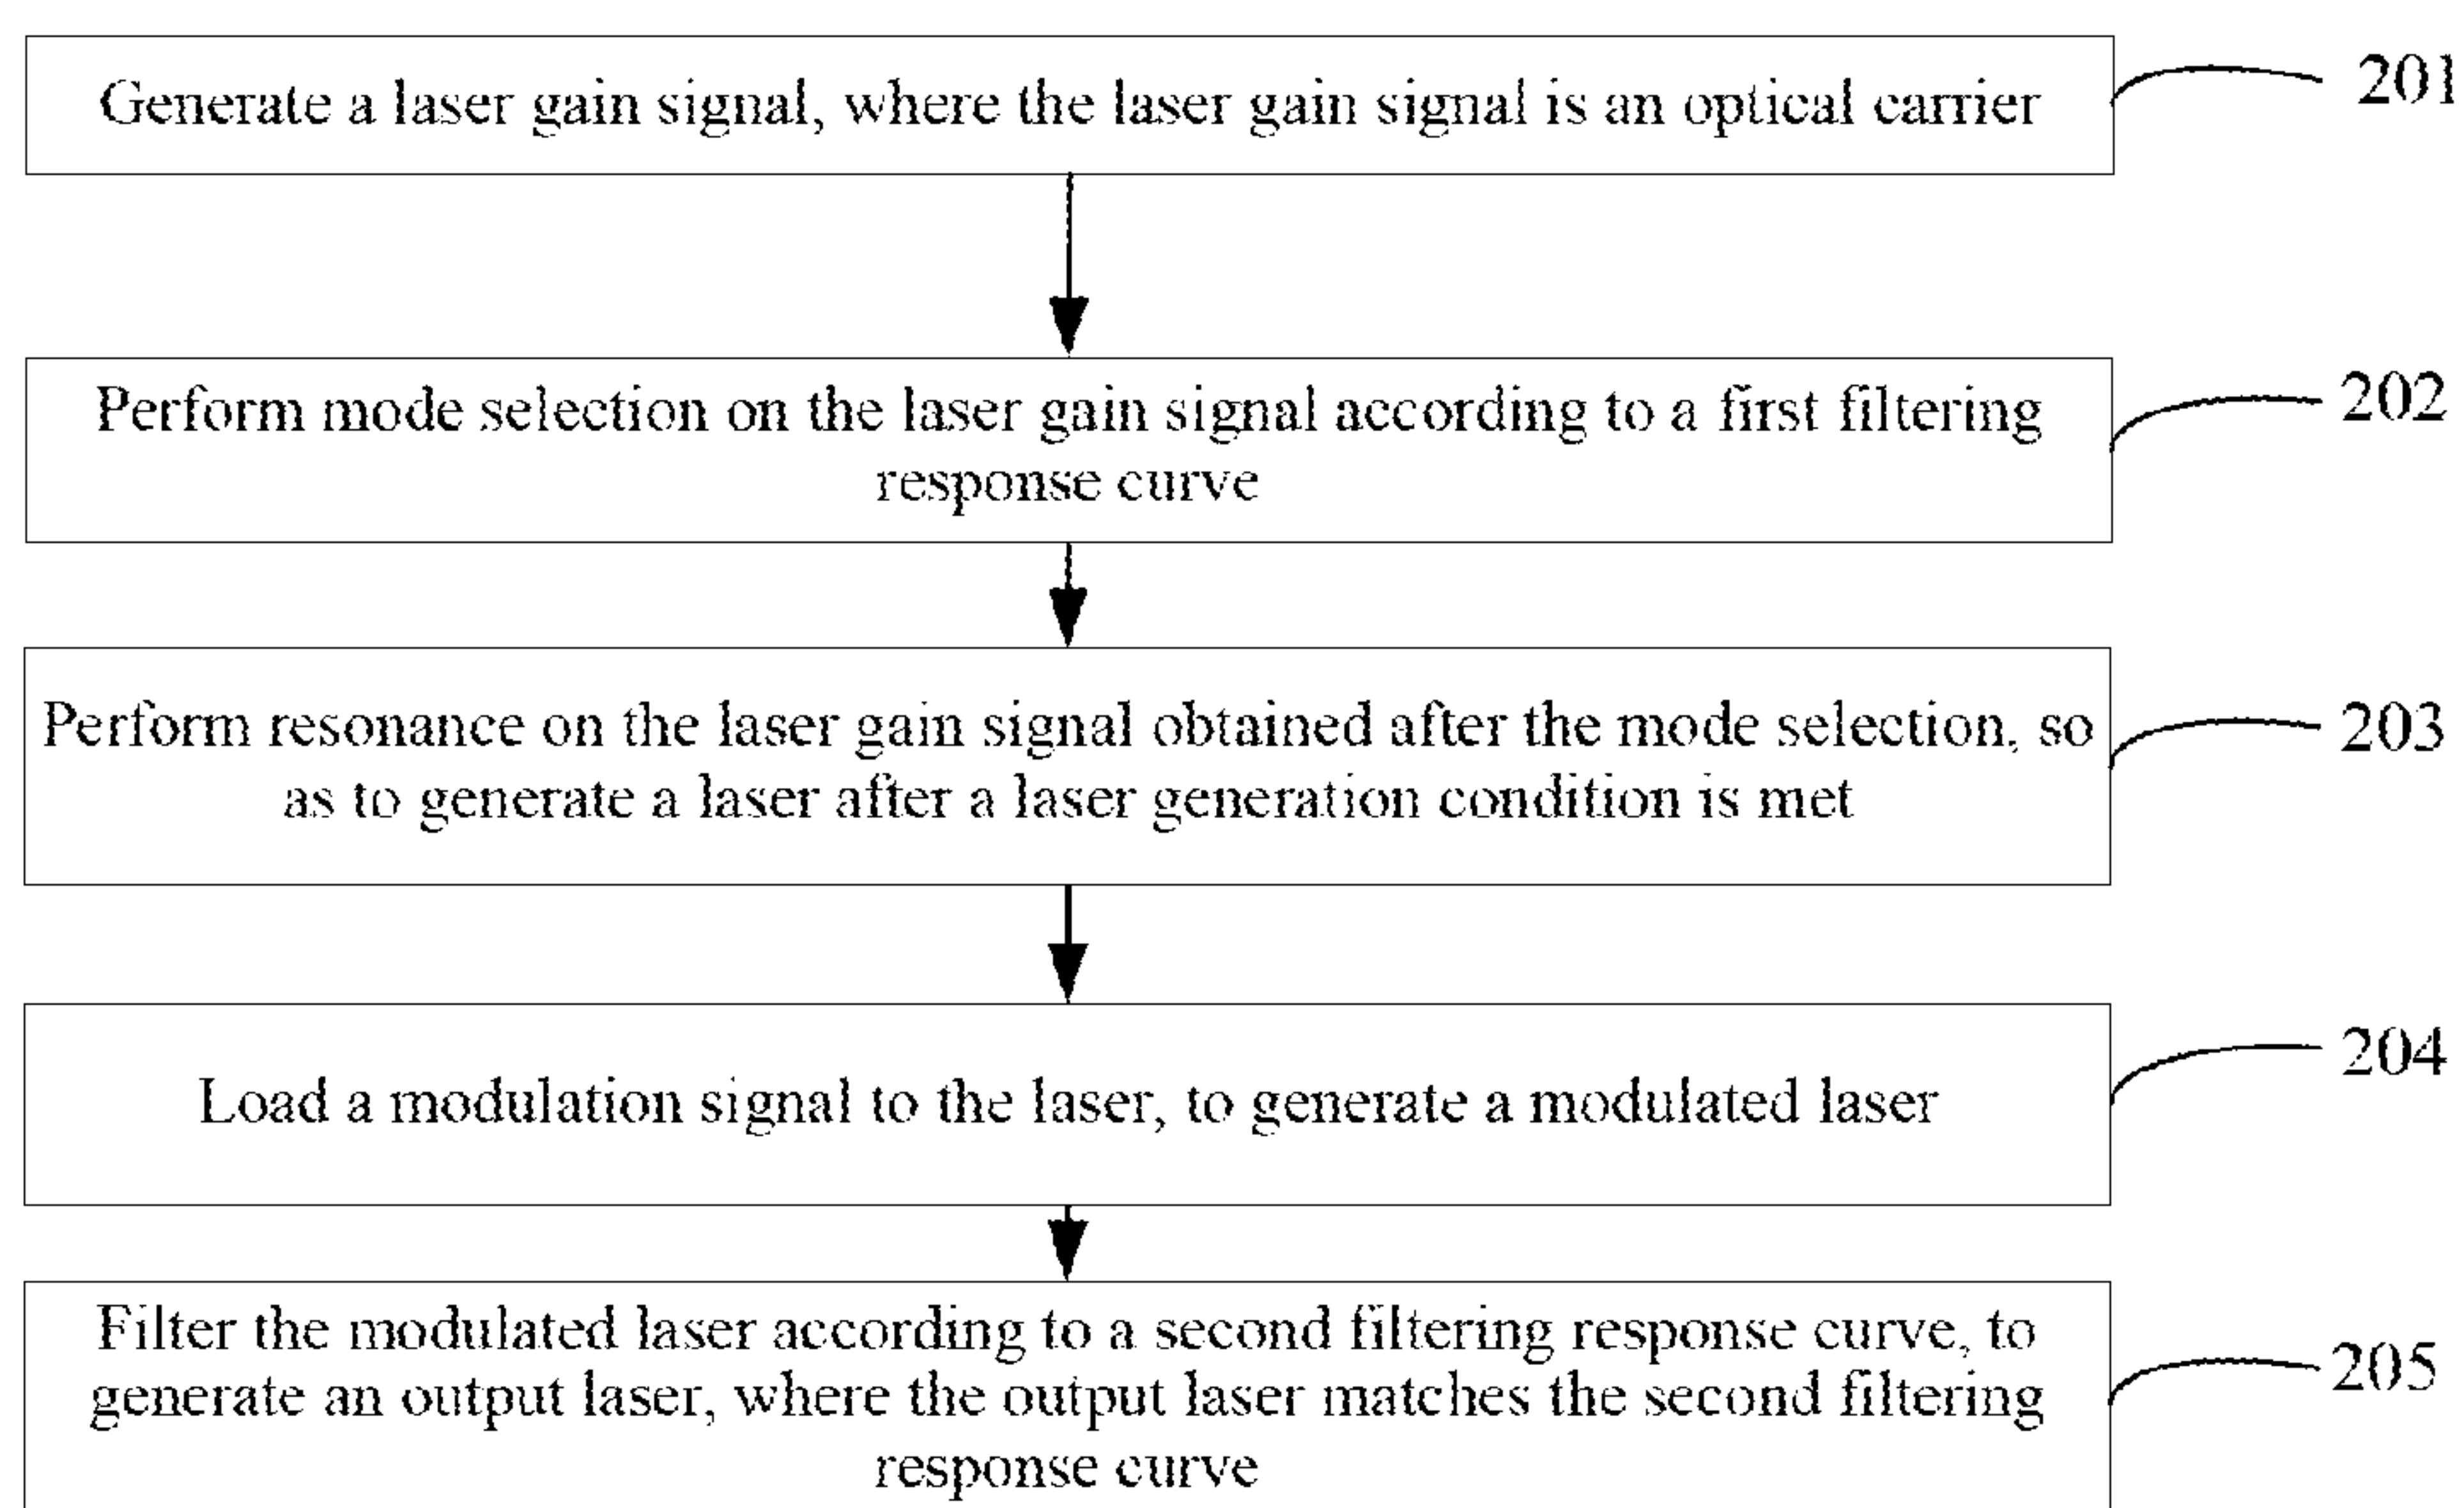 Generate a laser gain signal, where the laser gain signal is an optical carrier
201
Perform mode selection on the laser gain signal according to a first filtering
response curve
202
Perform resonance on the laser gain signal obtained after the mode selection, so
as to generate a laser after a laser generation condition is met
203
Load a modulation signal to the laser, to generate a modulated laser
204
Filter the modulated laser according to a second filtering response curve, to
generate an output laser, where the output laser matches the second filtering
response curve
205